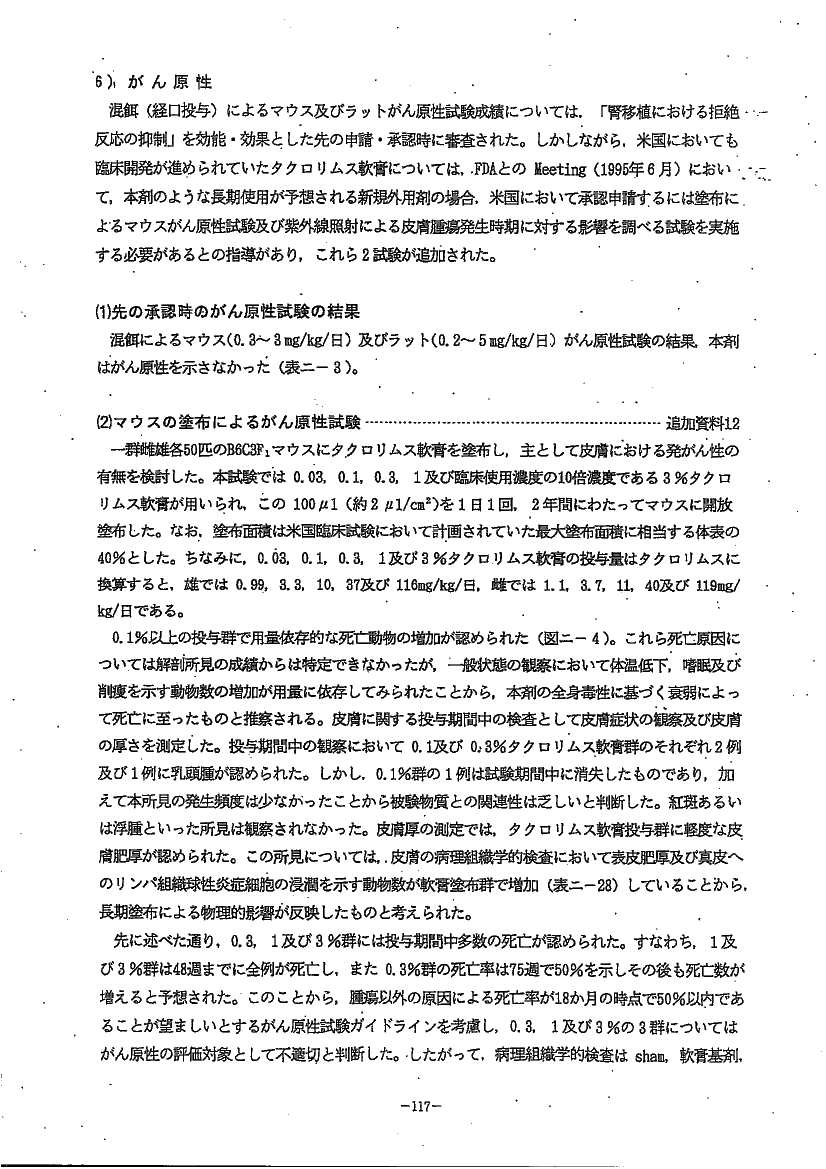 6)、がん原性
混餌（経口投与）によるマウス及びラットがん原性試験成績については，「腎移植における拒絶
反応の抑制」を効能・効果とした先の申請・承認時に審査された。しかしながら，米国においても
臨床開発が進められていたタクロリムス軟膏については，FDAとの Meeting（1995年６月）におい
て，本剤のような長期使用が予想される新規外用剤の場合，米国において承認申請するには塗布に
よるマウスがん原性試験及び紫外線照射による皮膚腫瘍発生時期に対する影響を調べる試験を実施
する必要があるとの指導があり，これら２試験が追加された。
(1)先の承認時のがん原性試験の結果
混餌によるマウス(0.3～３mg/kg/日）及びラット(0.2～５mg/kg/日）がん原性試験の結果，本剤
はがん原性を示さなかった（表ニ－３）。
(2)マウスの塗布によるがん原性試験 ………………………………………………… 追加資料12
一群雌雄各50匹のB6C3F₁マウスにタクロリムス軟膏を塗布し，主として皮膚における発がん性の
有無を検討した。本試験では 0.03, 0.1, 0.3, １及び臨床使用濃度の10倍濃度である３％タクロ
リムス軟膏が用いられ，この 100μl（約２μl/cm²)を１日１回，２年間にわたってマウスに開放
塗布した。なお，塗布面積は米国臨床試験において計画されていた最大塗布面積に相当する体表の
40％とした。ちなみに，0.03, 0.1, 0.3, １及び３％タクロリムス軟膏の投与量はタクロリムスに
換算すると，雄では 0.99, 3.3, 10, 37及び 116mg/kg/日，雌では 1.1, 3.7, 11, 40及び 119mg/
kg/日である。
0.1％以上の投与群で用量依存的な死亡動物の増加が認められた（図ニ－４）。これら死亡原因に
ついては解剖所見の成績からは特定できなかったが，一般状態の観察において体温低下，嗜眠及び
削痩を示す動物数の増加が用量に依存してみられたことから，本剤の全身毒性に基づく衰弱によっ
て死亡に至ったものと推察される。皮膚に関する投与期間中の検査として皮膚症状の観察及び皮膚
の厚さを測定した。投与期間中の観察において 0.1及び 0.3％タクロリムス軟膏群のそれぞれ２例
及び１例に乳頭腫が認められた。しかし，0.1％群の１例は試験期間中に消失したものであり，加
えて本所見の発生頻度は少なかったことから被験物質との関連性は乏しいと判断した。紅斑あるい
は浮腫といった所見は観察されなかった。皮膚厚の測定では，タクロリムス軟膏投与群に軽度な皮
膚肥厚が認められた。この所見については，皮膚の病理組織学的検査において表皮肥厚及び真皮へ
のリンパ組織球性炎症細胞の浸潤を示す動物数が軟膏塗布群で増加（表ニ－28）していることから，
長期塗布による物理的影響が反映したものと考えられた。
先に述べた通り，0.3, １及び３％群には投与期間中多数の死亡が認められた。すなわち，１及
び３％群は48週までに全例が死亡し，また 0.3％群の死亡率は75週で50％を示しその後も死亡数が
増えると予想された。このことから，腫瘍以外の原因による死亡率が18か月の時点で50％以内であ
ることが望ましいとするがん原性試験ガイドラインを考慮し，0.3, １及び３％の３群については
がん原性の評価対象として不適切と判断した。したがって，病理組織学的検査は sham，軟膏基剤，
－117－